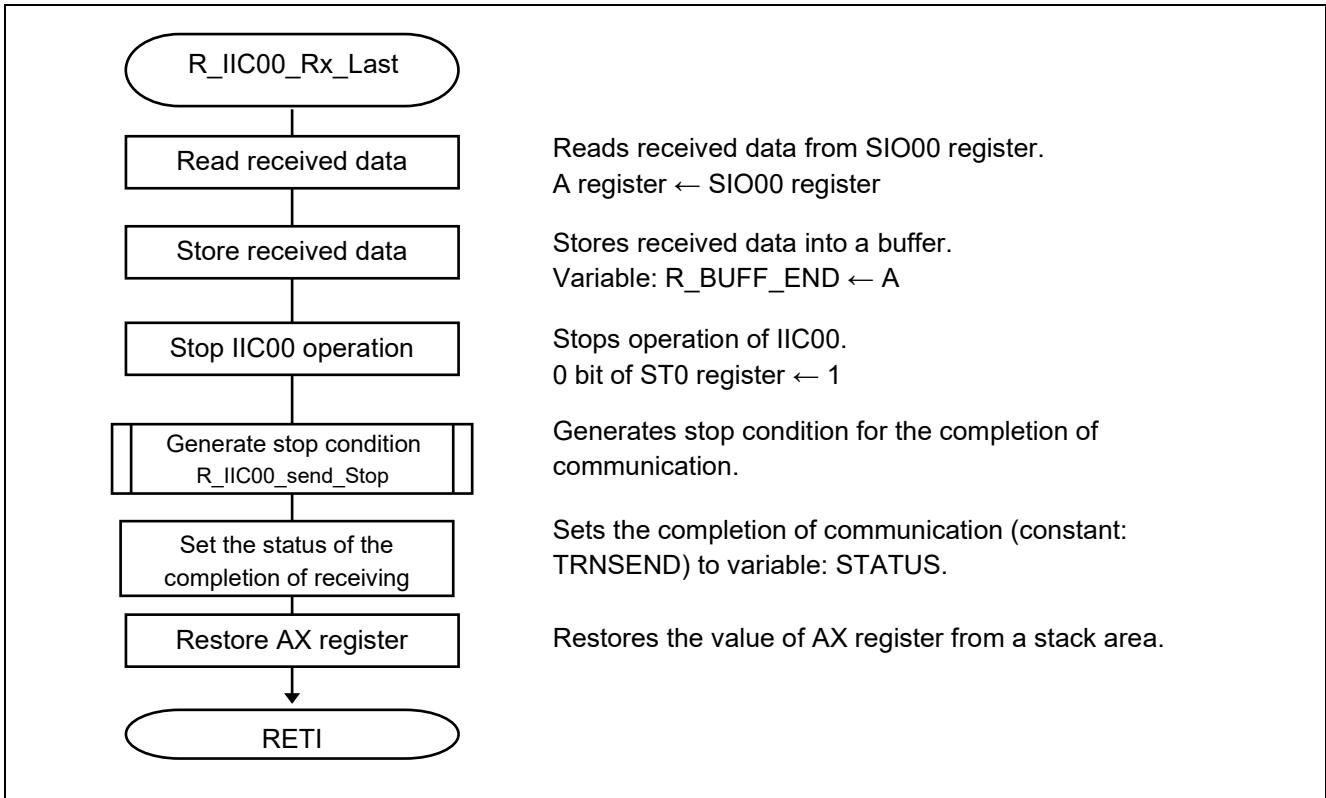 R_IIC00_Rx_Last
Read received data
Reads received data from SIO00 register.
A register ← SIO00 register
Store received data
Stores received data into a buffer.
Variable: R_BUFF_END ← A
Stop IIC00 operation
Stops operation of IIC00.
0 bit of ST0 register ← 1
Generate stop condition
R_IIC00_send_Stop
Generates stop condition for the completion of
communication.
Set the status of the
completion of receiving
Sets the completion of communication (constant:
TRNSEND) to variable: STATUS.
Restore AX register
Restores the value of AX register from a stack area.
RETI